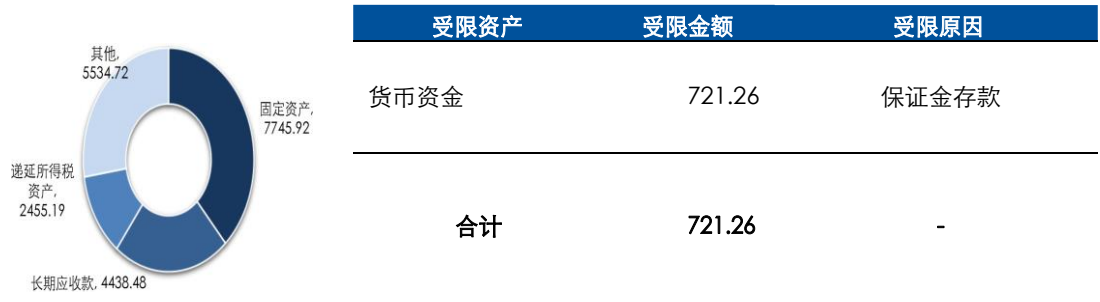 其他,
5534.72
固定资产,
7745.92
递延所得税
资产,
2455.19
长期应收款, 4438.48
受限资产 受限金额 受限原因
货币资金 721.26 保证金存款
合计 721.26 -